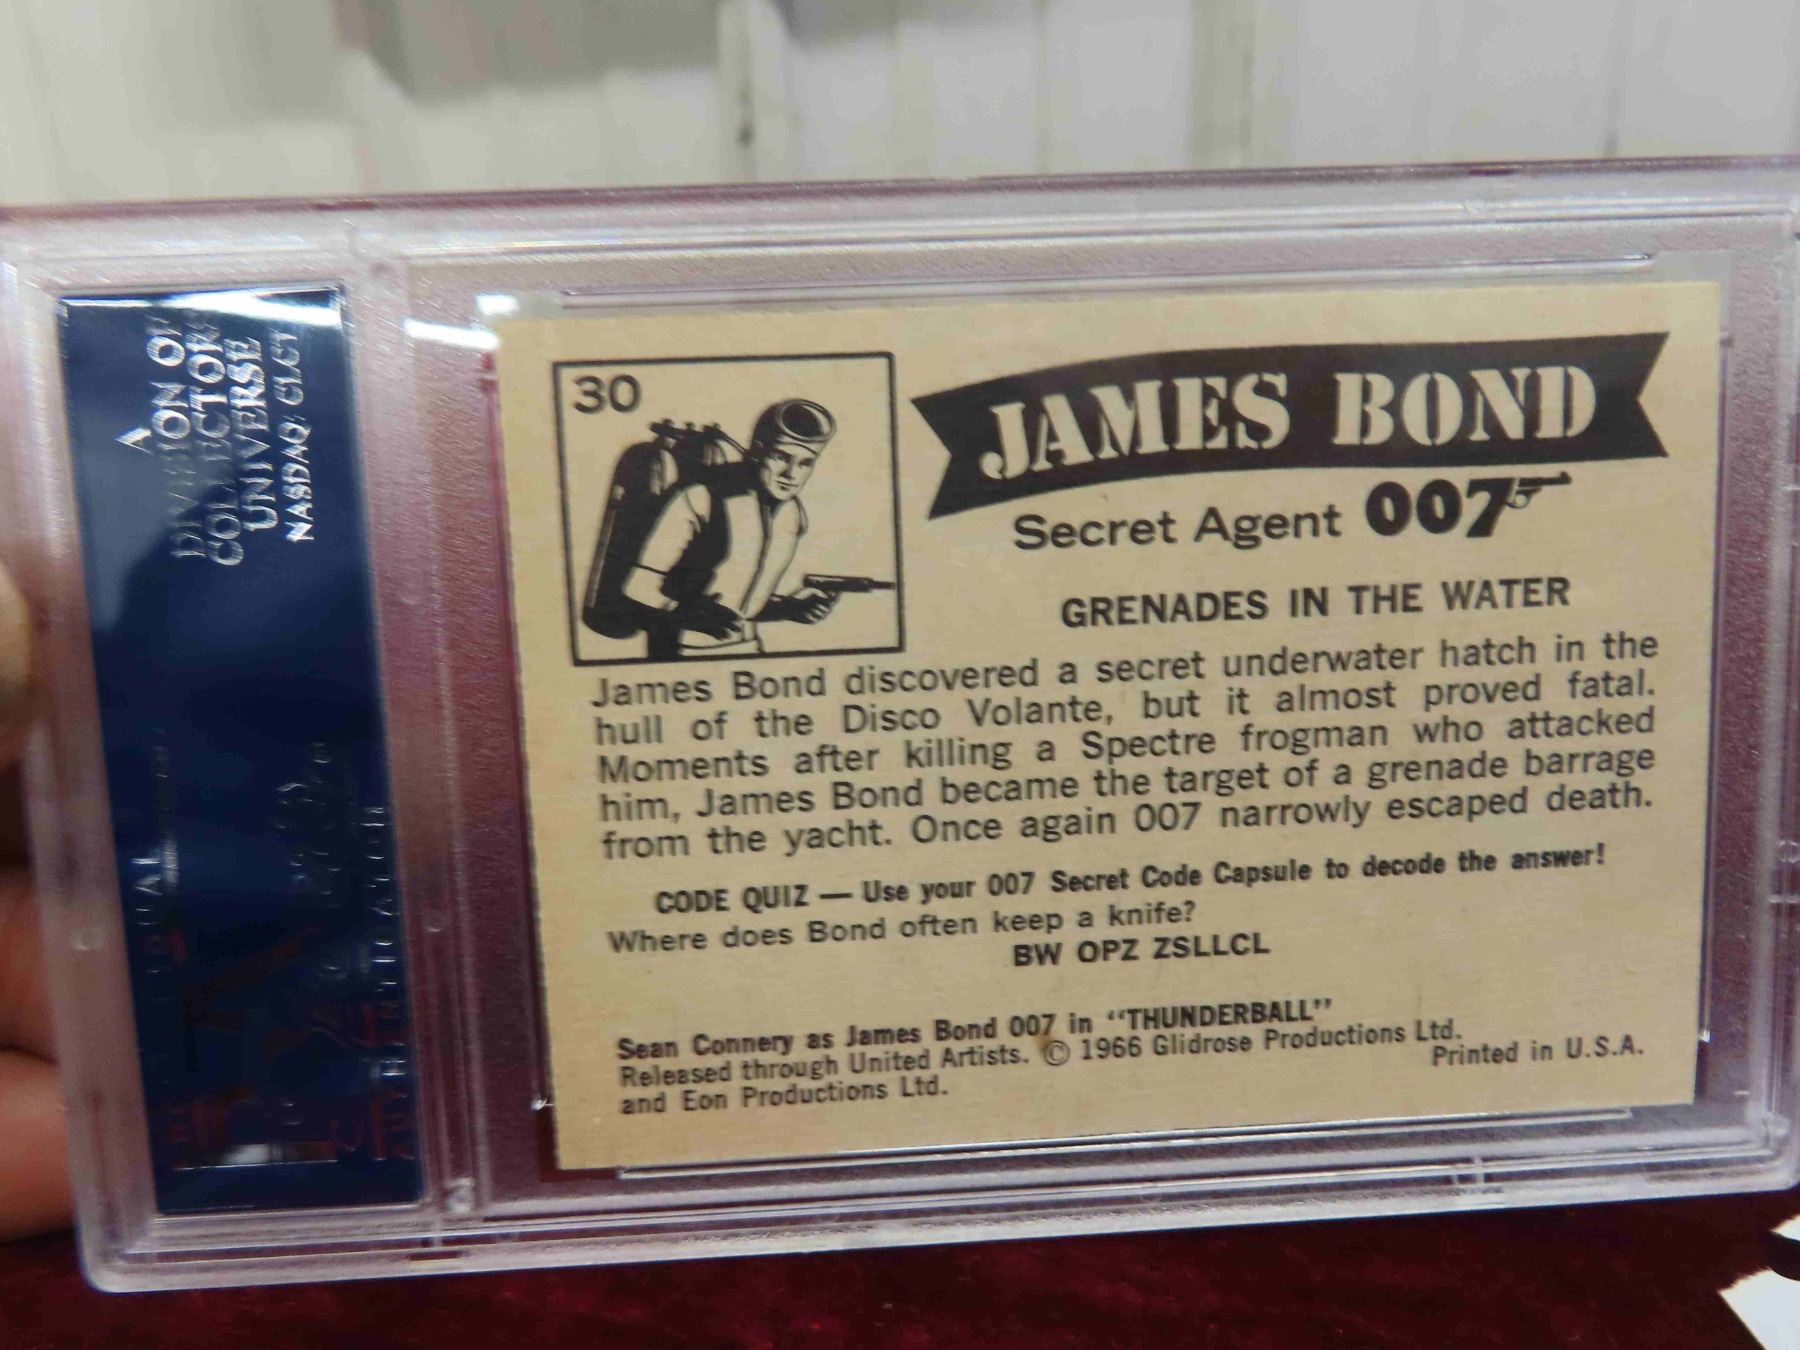 A
DIVISION OF
COLLECTORS
UNIVERSE
NASDAQ: CLCT
30
JAMES BOND
Secret Agent 007
GRENADES IN THE WATER
James Bond discovered a secret underwater hatch in the
hull of the Disco Volante, but it almost proved fatal.
Moments after killing a Spectre frogman who attacked
him, James Bond became the target of a grenade barrage
from the yacht. Once again 007 narrowly escaped death.
CODE QUIZ — Use your 007 Secret Code Capsule to decode the answer!
Where does Bond often keep a knife?
BW OPZ ZSLLCL
Sean Connery as James Bond 007 in "THUNDERBALL"
Released through United Artists. © 1966 Glidrose Productions Ltd.
and Eon Productions Ltd.
Printed in U.S.A.